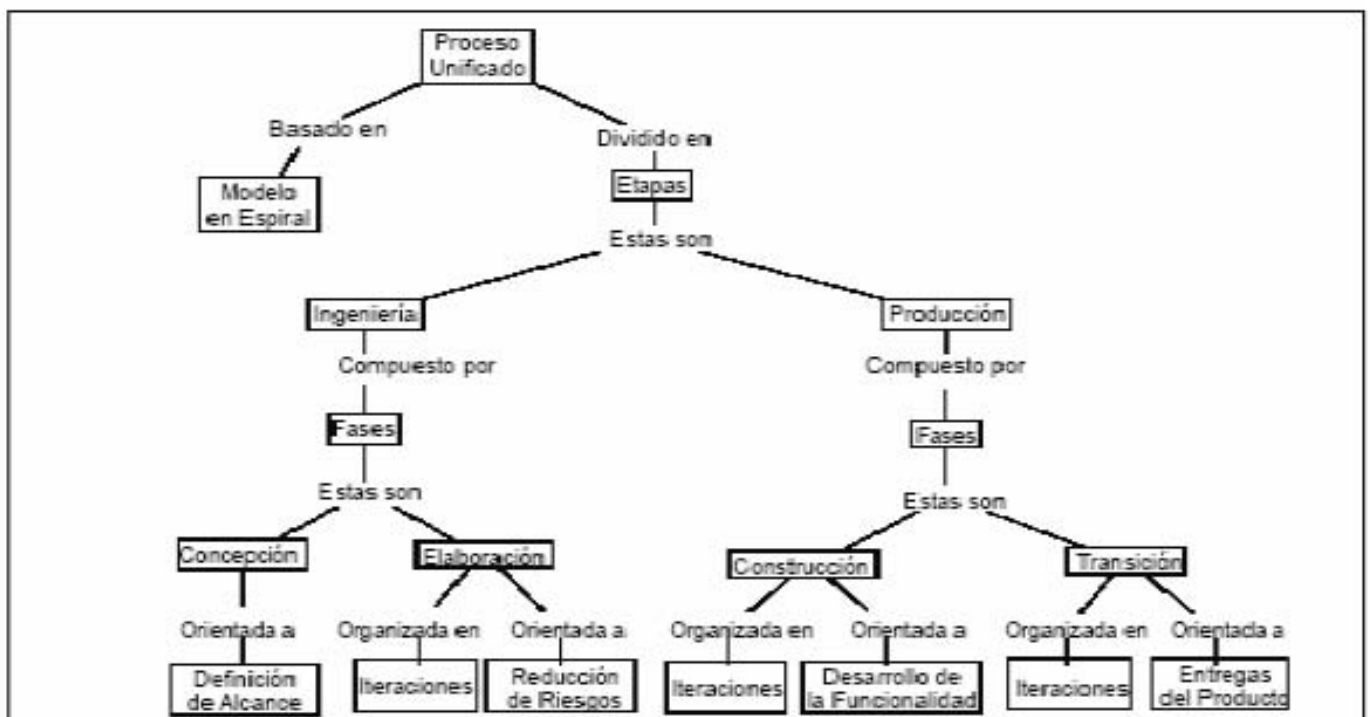 Proceso
Unificado
Basado en
Dividido en
Modelo
en Espiral
Etapas
Estas son
Ingeniería
Producción
Compuesto por
Compuesto por
Fases
Fases
Estas son
Estas son
Concepción
Elaboración
Construcción
Transición
Orientada a
Organizada en
Orientada a
Organizada en
Orientada a
Organizada en
Orientada a
Definición
de Alcance
Iteraciones
Reducción
de Riesgos
Iteraciones
Desarrollo de
la Funcionalidad
Iteraciones
Entregas
del Producto